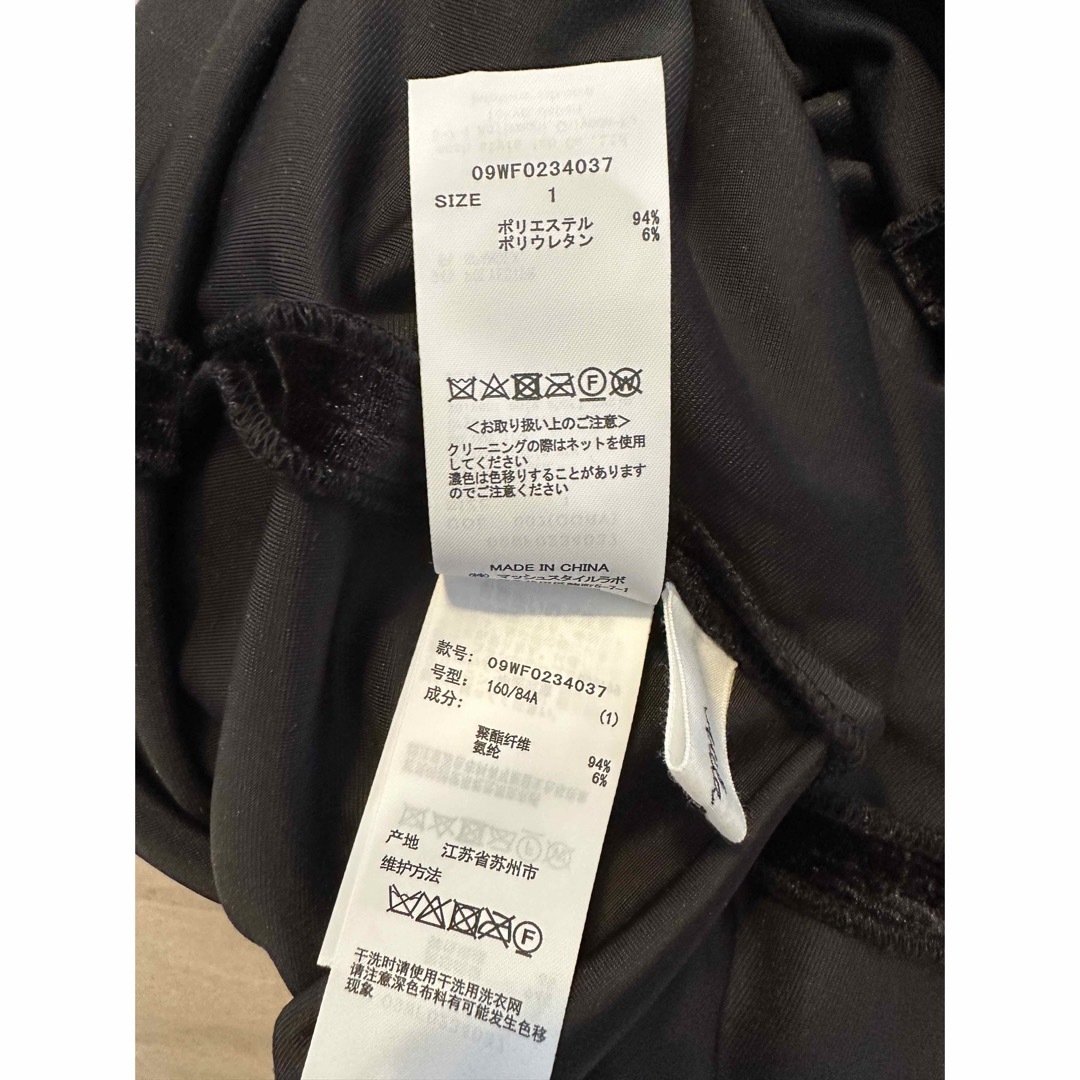 09WF0234037
SIZE 1
ポリエステル 94%
ポリウレタン 6%
F W
<お取り扱い上のご注意>
クリーニングの際はネットを使用
してください
濃色は色移りすることがあります
のでご注意ください
MADE IN CHINA
(株) マッシュスタイルラボ
5-7-1
款号: 09WF0234037
号型: 160/84A (1)
成分:
聚酯纤维 94%
氨纶 6%
产地 江苏省苏州市
维护方法
F
干洗时请使用干洗用洗衣网
请注意深色布料有可能发生色移
现象